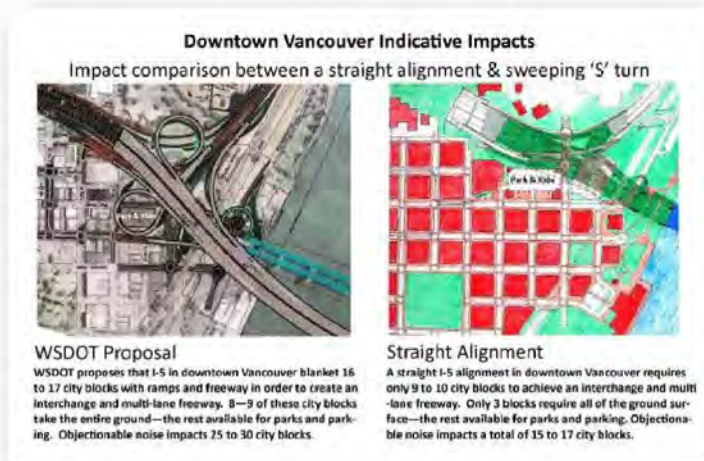 Downtown Vancouver Indicative Impacts
Impact comparison between a straight alignment & sweeping ‘S’ turn
Park & Ride
Park & Ride
WSDOT Proposal
WSDOT proposes that I-5 in downtown Vancouver blanket 16
to 17 city blocks with ramps and freeway in order to create an
interchange and multi-lane freeway. 8—9 of these city blocks
take the entire ground—the rest available for parks and park-
ing. Objectionable noise impacts 25 to 30 city blocks.
Straight Alignment
A straight I-5 alignment in downtown Vancouver requires
only 9 to 10 city blocks to achieve an interchange and multi
-lane freeway. Only 3 blocks require all of the ground sur-
face—the rest available for parks and parking. Objectiona-
ble noise impacts a total of 15 to 17 city blocks.